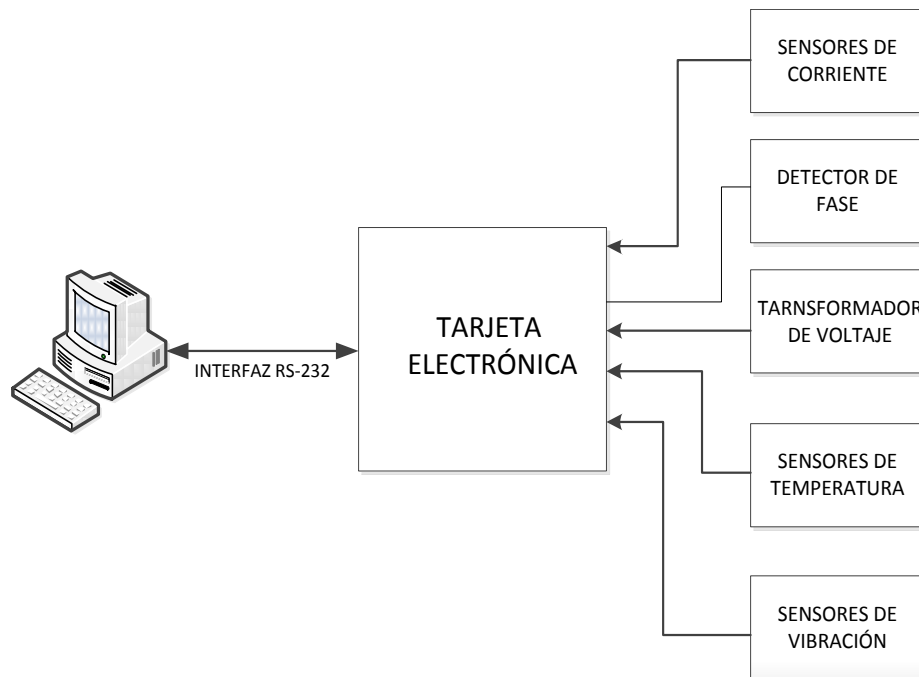 SENSORES DE
CORRIENTE
DETECTOR DE
FASE
TARNSFORMADOR
DE VOLTAJE
TARJETA
ELECTRÓNICA
INTERFAZ RS-232
SENSORES DE
TEMPERATURA
SENSORES DE
VIBRACIÓN